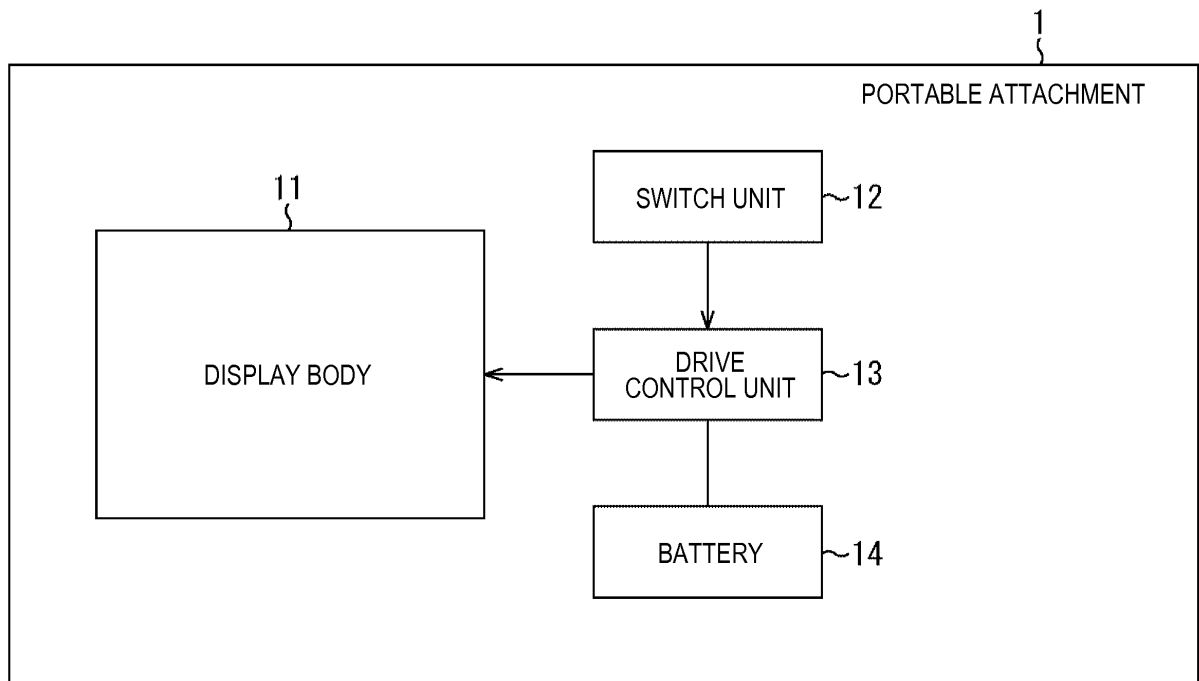 1
PORTABLE ATTACHMENT
11
SWITCH UNIT
12
DISPLAY BODY
DRIVE
CONTROL UNIT
13
BATTERY
14